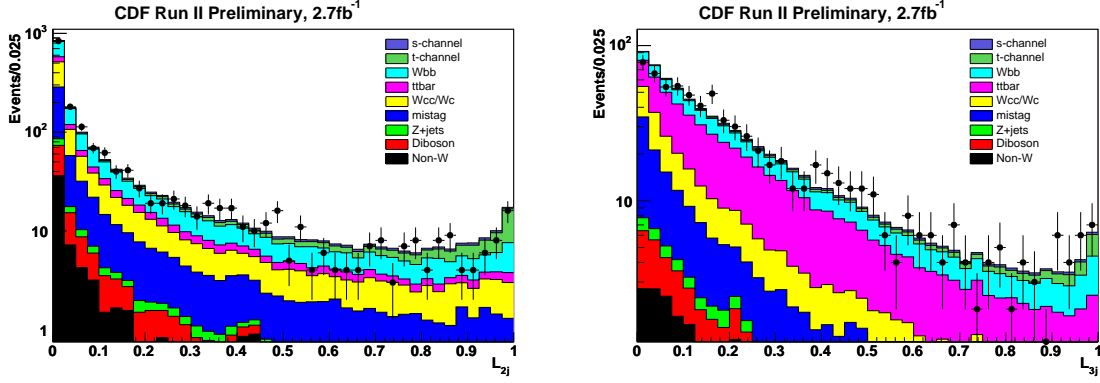 CDF Run II Preliminary, 2.7fb-1
Events/0.025
10³
10²
10
1
s-channel
t-channel
Wbb
ttbar
Wcc/Wc
mistag
Z+jets
Diboson
Non-W
0 0.1 0.2 0.3 0.4 0.5 0.6 0.7 0.8 0.9 1
L2j
CDF Run II Preliminary, 2.7fb-1
Events/0.025
10²
10
s-channel
t-channel
Wbb
ttbar
Wcc/Wc
mistag
Z+jets
Diboson
Non-W
0 0.1 0.2 0.3 0.4 0.5 0.6 0.7 0.8 0.9 1
L3j